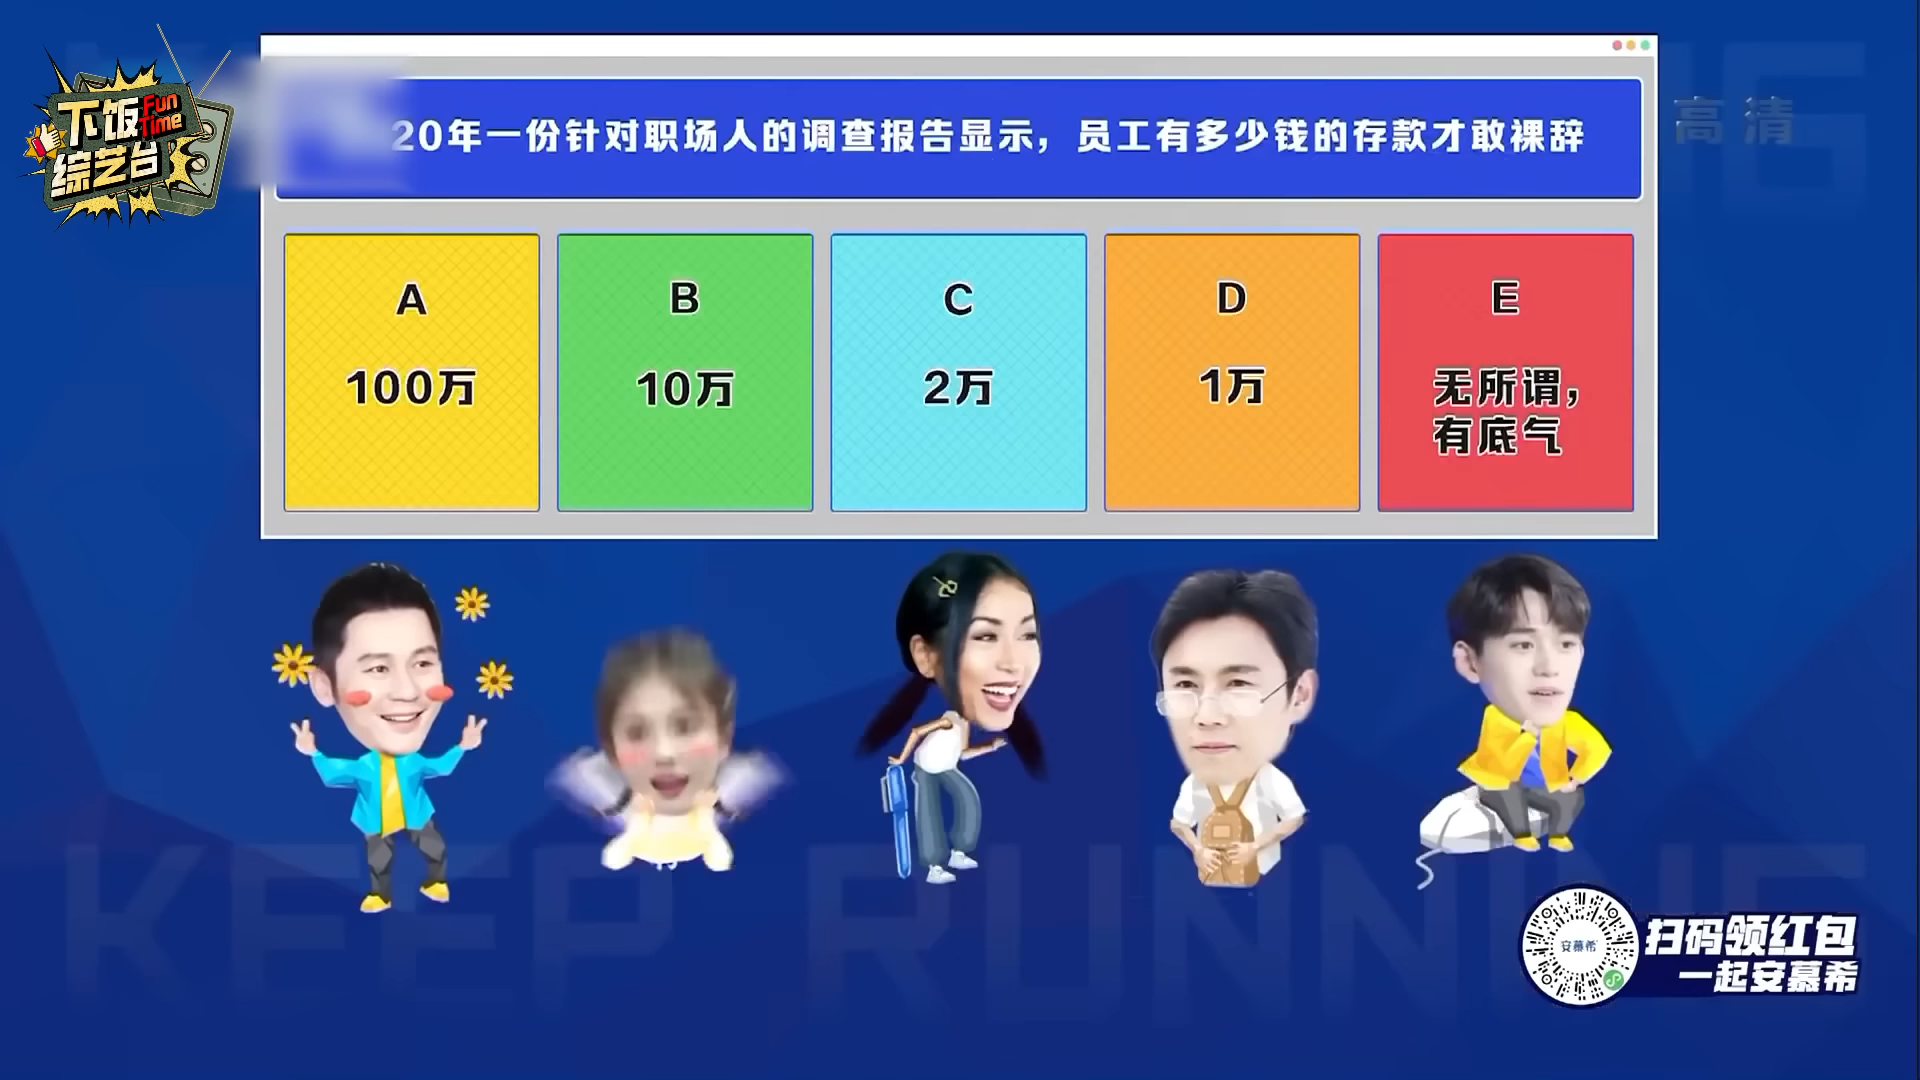 下饭 Fun Time
综艺台
20年一份针对职场人的调查报告显示，员工有多少钱的存款才敢裸辞
高清
A
100万
B
10万
C
2万
D
1万
E
无所谓，
有底气
KEEP RUNNING
安慕希
扫码领红包
一起安慕希